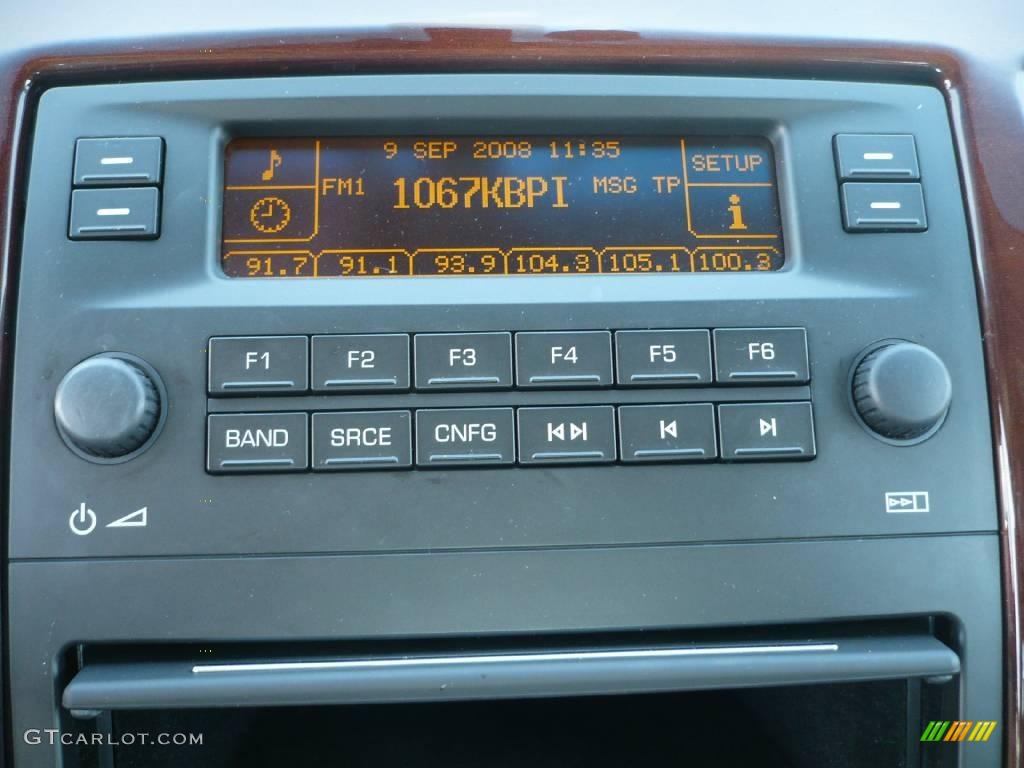 9 SEP 2008 11:35
SETUP
FM1 1067KBPI MSG TP
i
91.7 91.1 93.9 104.3 105.1 100.3
F1 F2 F3 F4 F5 F6
BAND SRCE CNFG
GTCARLOT.COM